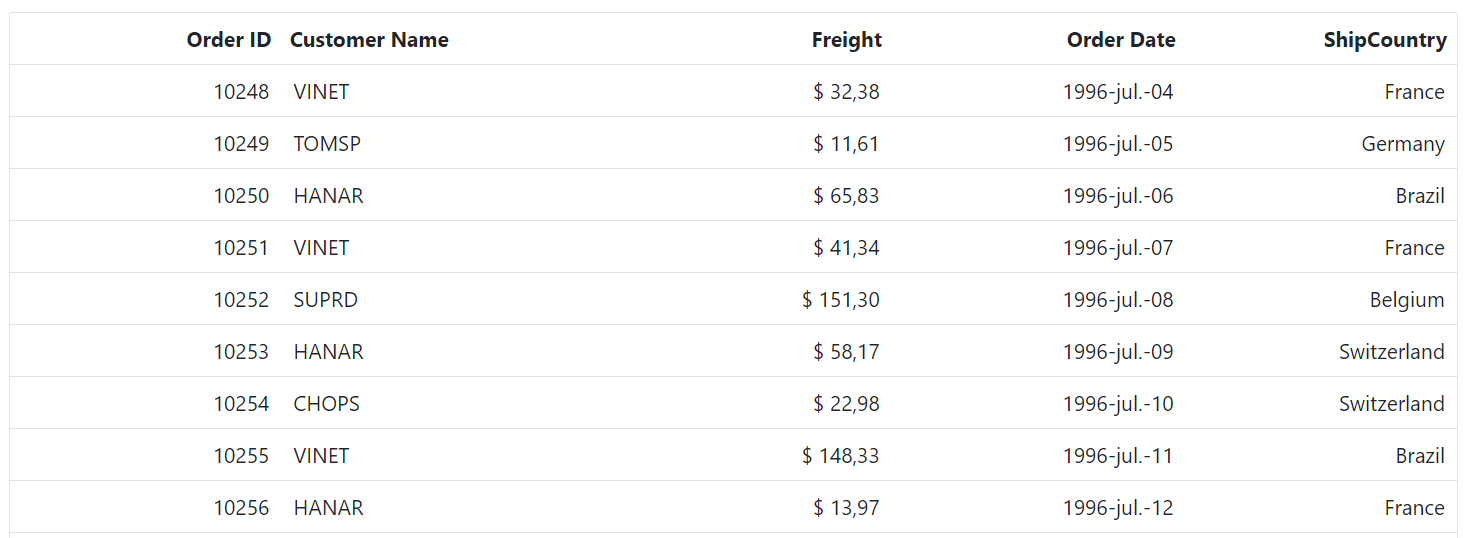 Order ID Customer Name Freight Order Date ShipCountry
10248 VINET $ 32,38 1996-jul.-04 France
10249 TOMSP $ 11,61 1996-jul.-05 Germany
10250 HANAR $ 65,83 1996-jul.-06 Brazil
10251 VINET $ 41,34 1996-jul.-07 France
10252 SUPRD $ 151,30 1996-jul.-08 Belgium
10253 HANAR $ 58,17 1996-jul.-09 Switzerland
10254 CHOPS $ 22,98 1996-jul.-10 Switzerland
10255 VINET $ 148,33 1996-jul.-11 Brazil
10256 HANAR $ 13,97 1996-jul.-12 France